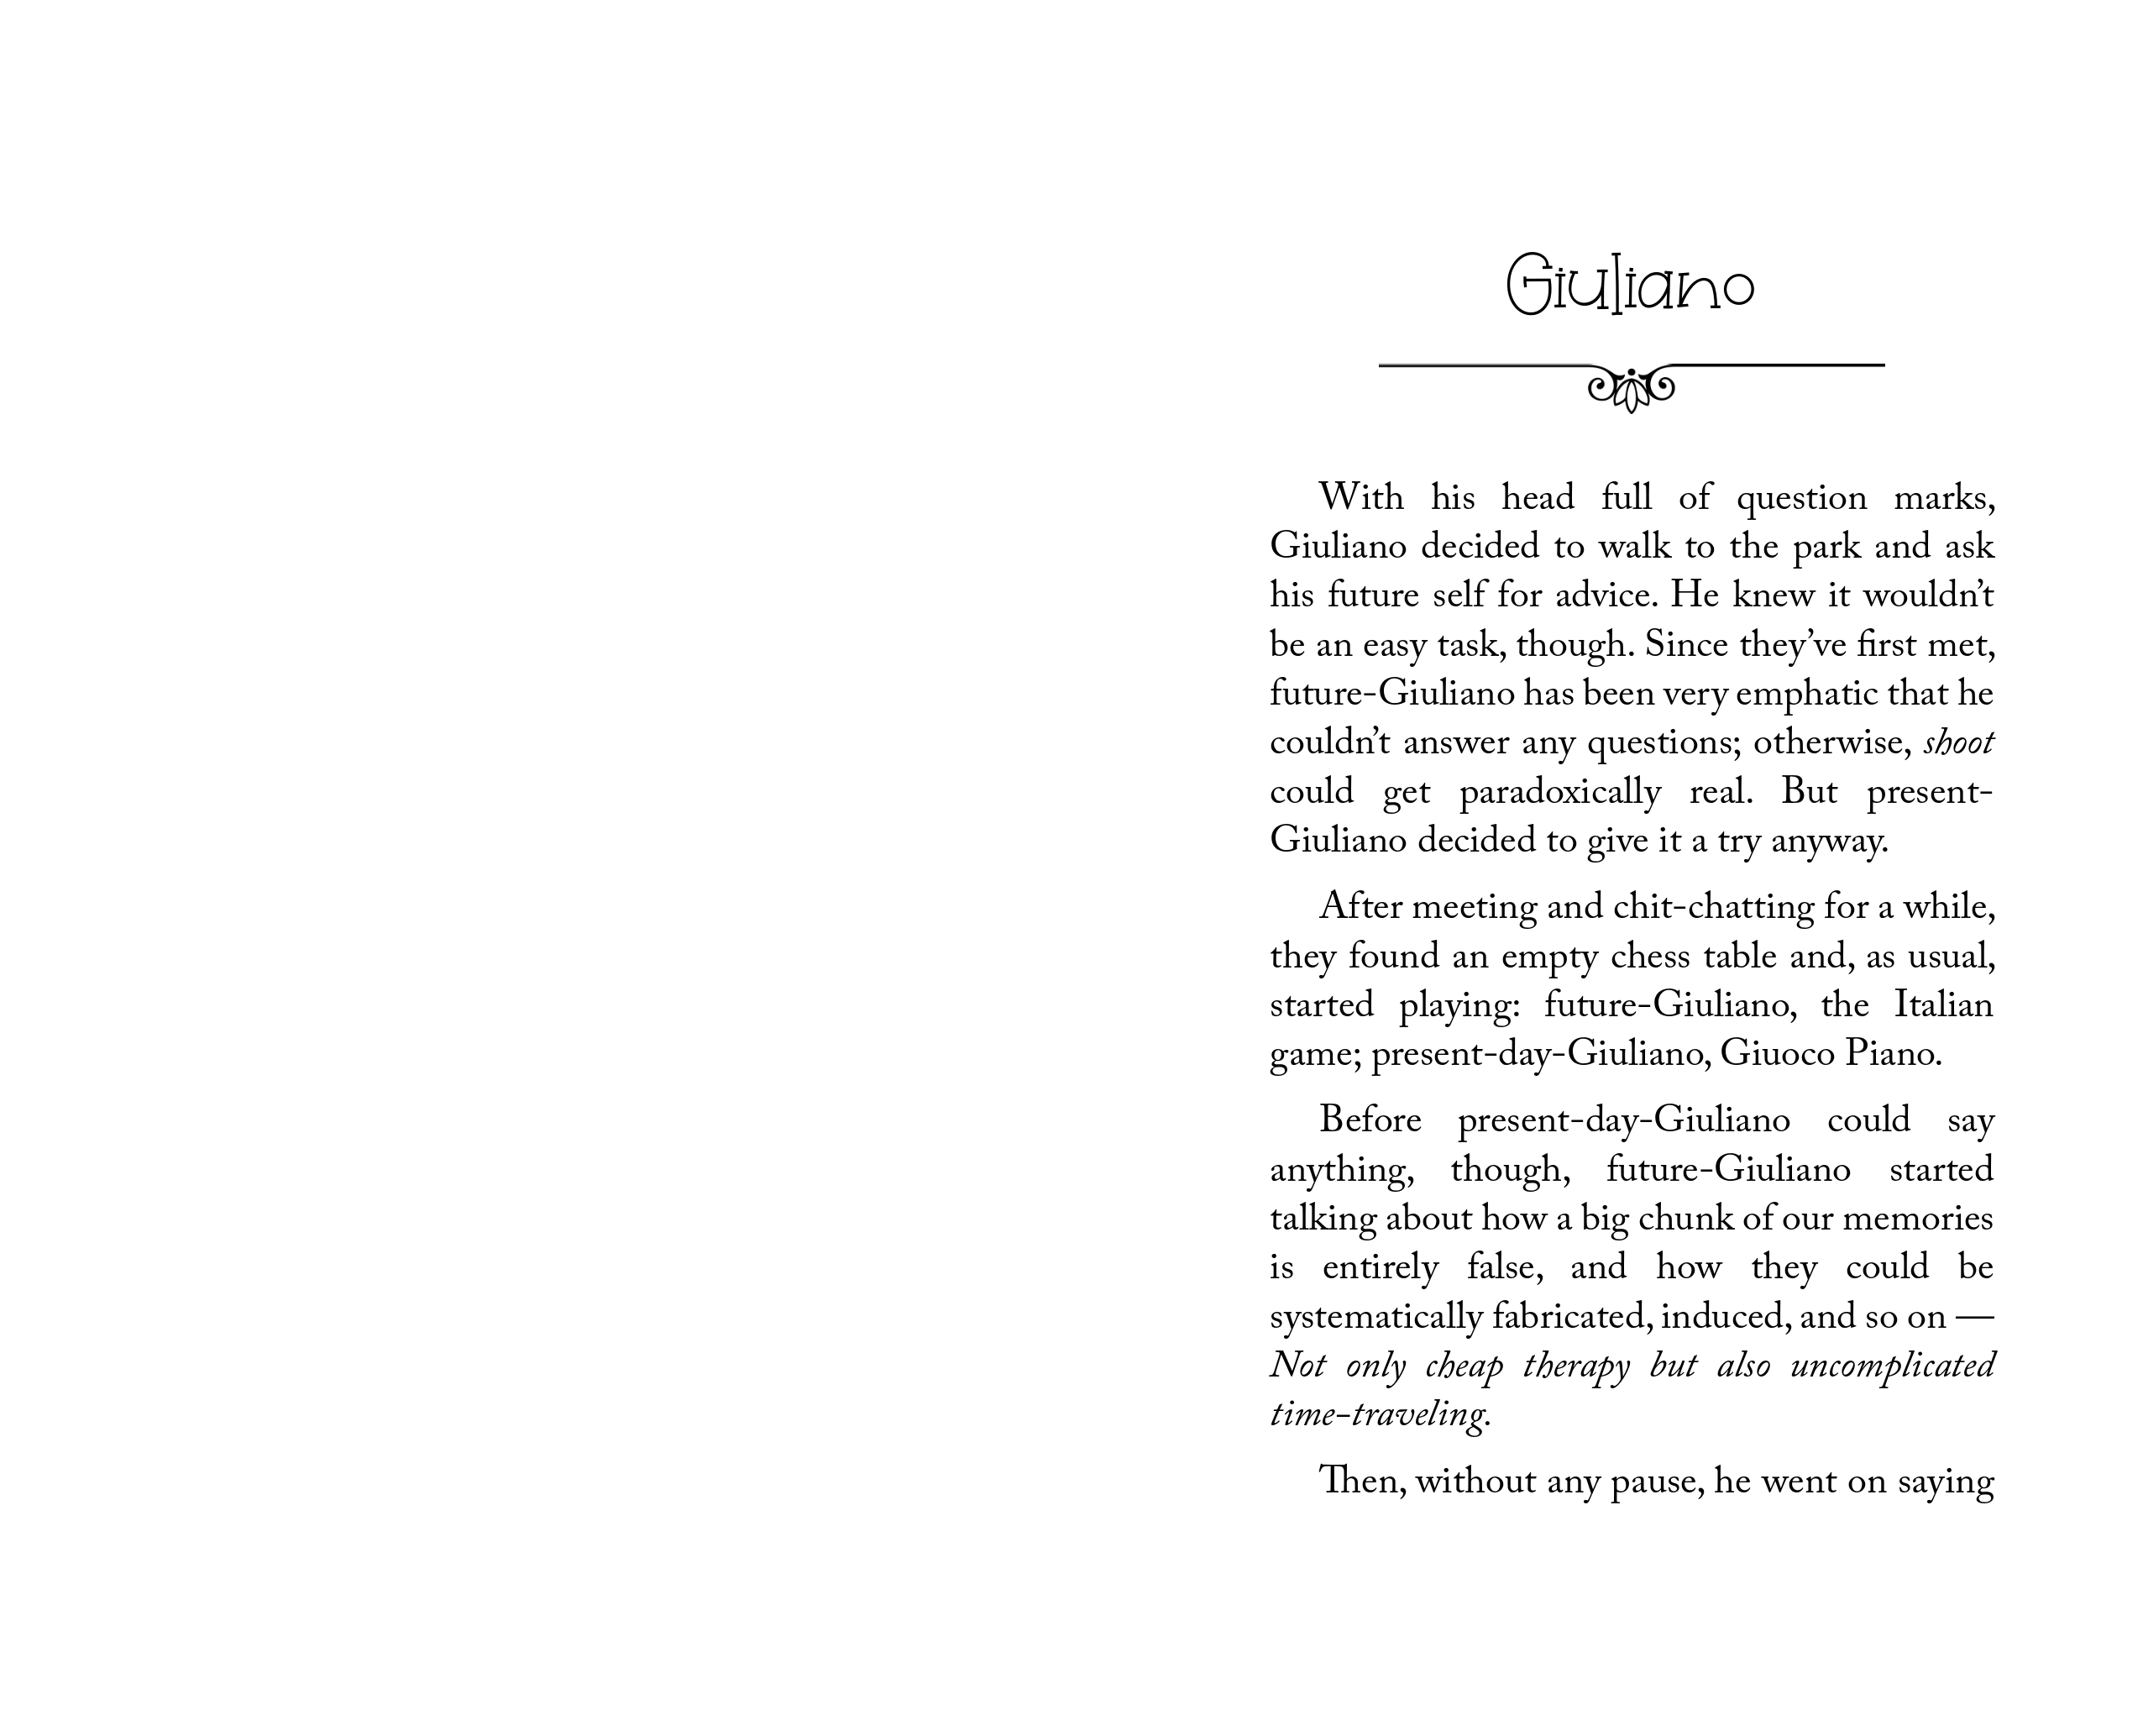 Giuliano
With his head full of question marks,
Giuliano decided to walk to the park and ask
his future self for advice. He knew it wouldn’t
be an easy task, though. Since they’ve first met,
future-Giuliano has been very emphatic that he
couldn’t answer any questions; otherwise, shoot
could get paradoxically real. But present-
Giuliano decided to give it a try anyway.
After meeting and chit-chatting for a while,
they found an empty chess table and, as usual,
started playing: future-Giuliano, the Italian
game; present-day-Giuliano, Giuoco Piano.
Before present-day-Giuliano could say
anything, though, future-Giuliano started
talking about how a big chunk of our memories
is entirely false, and how they could be
systematically fabricated, induced, and so on —
Not only cheap therapy but also uncomplicated
time-traveling.
Then, without any pause, he went on saying